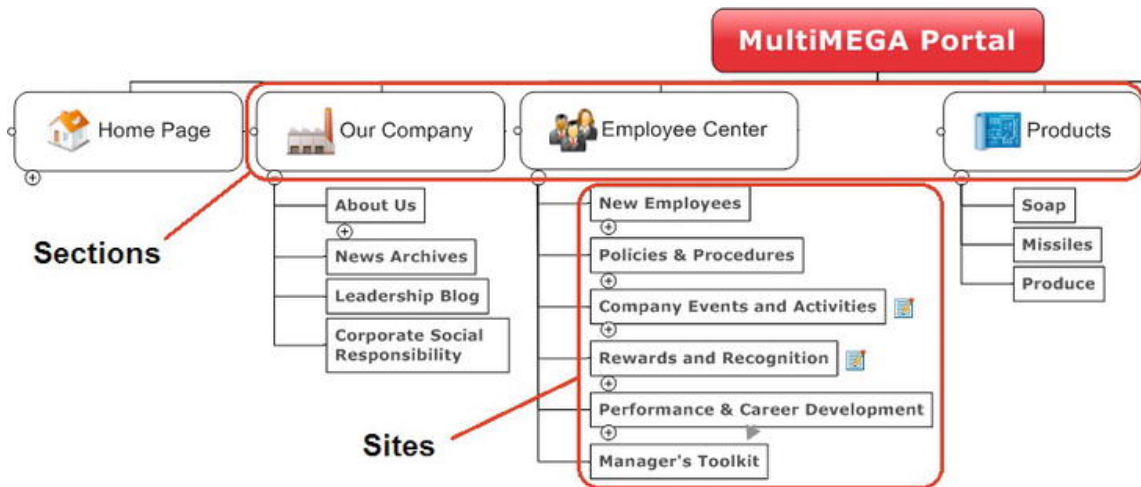 MultiMEGA Portal
Home Page
Our Company
Employee Center
Products
Sections
About Us
News Archives
Leadership Blog
Corporate Social
Responsibility
New Employees
Policies & Procedures
Company Events and Activities
Rewards and Recognition
Performance & Career Development
Manager's Toolkit
Sites
Soap
Missiles
Produce